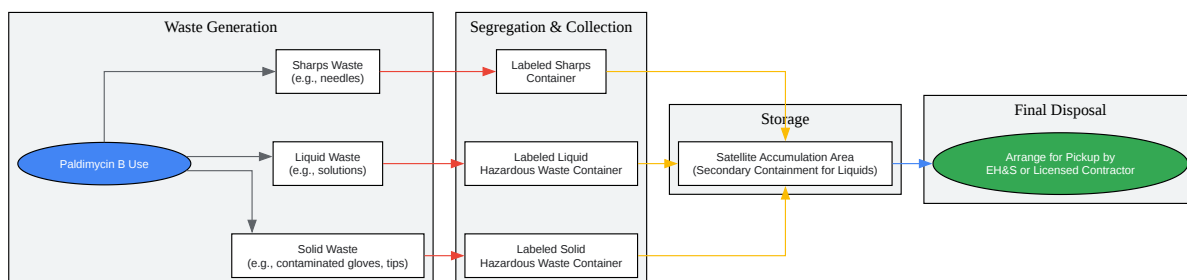 Waste Generation
Sharps Waste
(e.g., needles)
Paldimycin B Use
Liquid Waste
(e.g., solutions)
Solid Waste
(e.g., contaminated gloves, tips)
Segregation & Collection
Labeled Sharps
Container
Labeled Liquid
Hazardous Waste Container
Labeled Solid
Hazardous Waste Container
Storage
Satellite Accumulation Area
(Secondary Containment for Liquids)
Final Disposal
Arrange for Pickup by
EH&S or Licensed Contractor